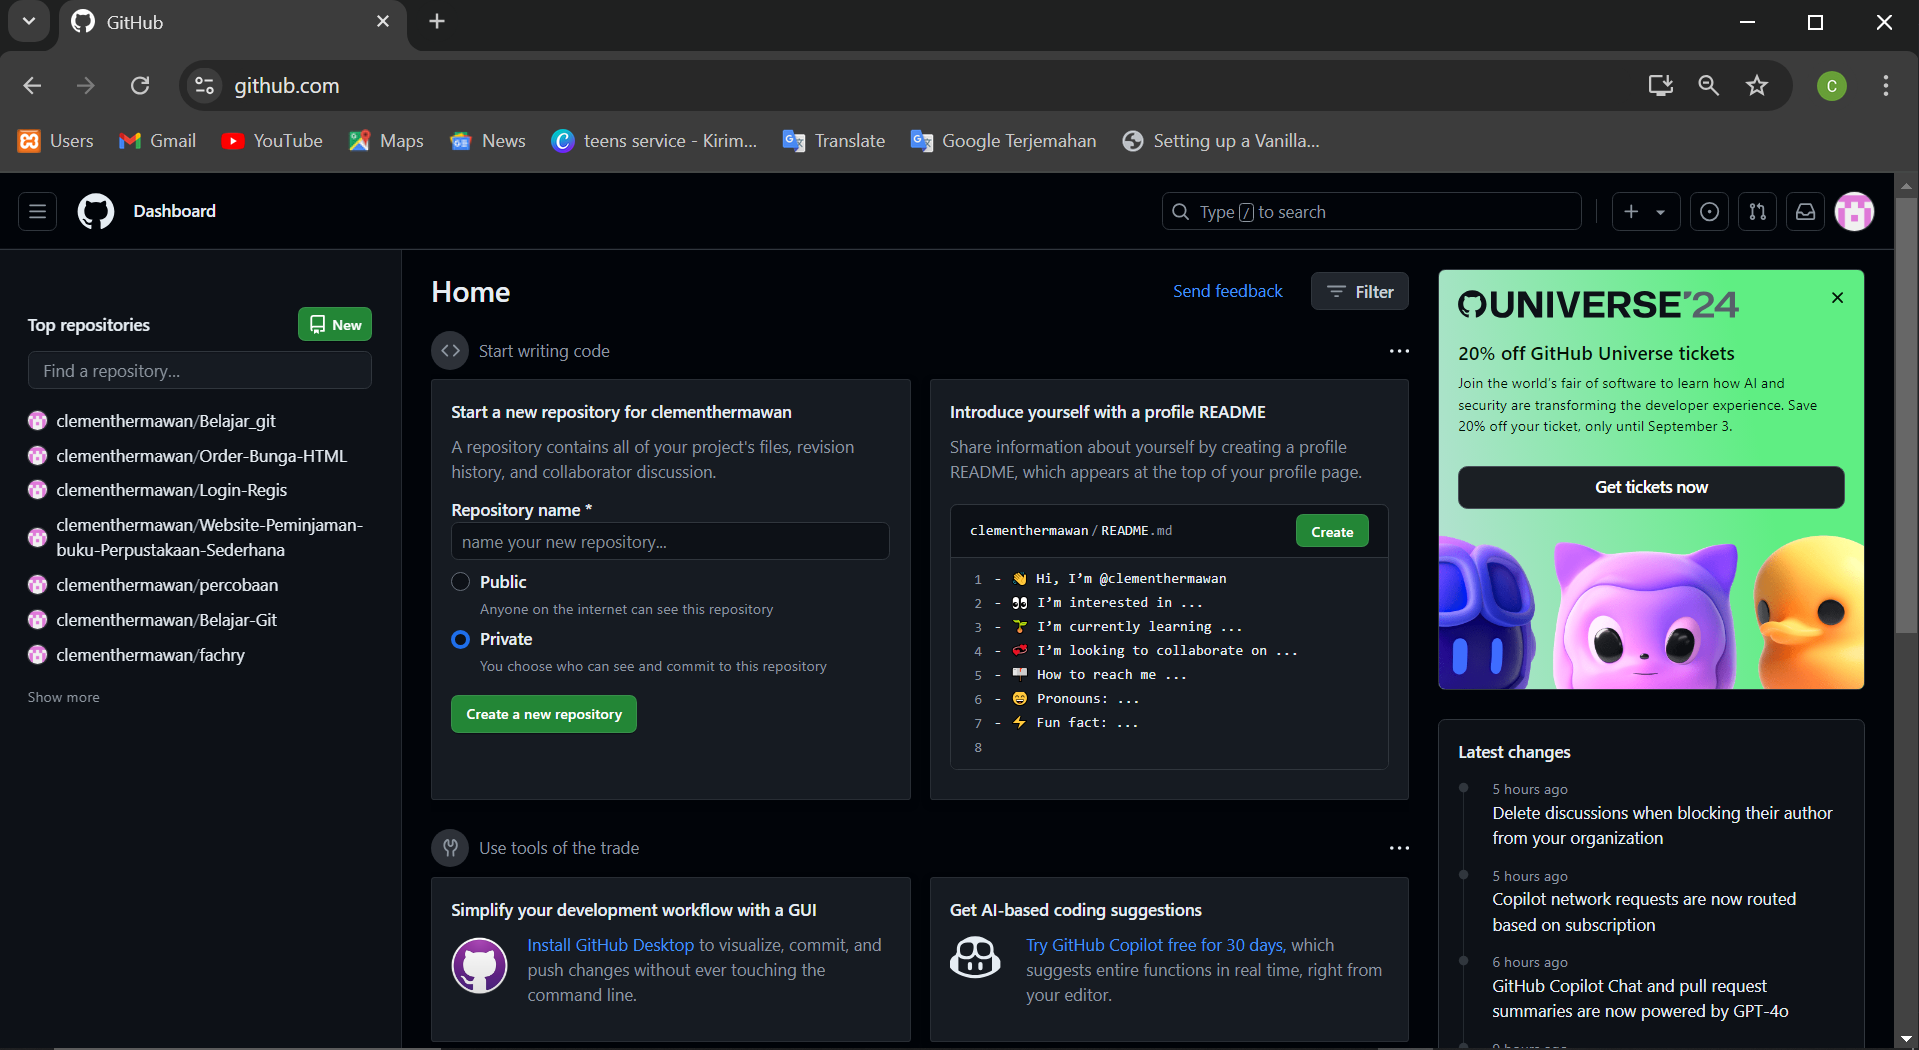 GitHub
github.com
Users
Gmail
YouTube
Maps
News
teens service - Kirim...
Translate
Google Terjemahan
Setting up a Vanilla...
Dashboard
Type / to search
Top repositories
New
Find a repository...
clementhermawan/Belajar_git
clementhermawan/Order-Bunga-HTML
clementhermawan/Login-Regis
clementhermawan/Website-Peminjaman-
buku-Perpustakaan-Sederhana
clementhermawan/percobaan
clementhermawan/Belajar-Git
clementhermawan/fachry
Show more
Home
Send feedback
Filter
Start writing code
Start a new repository for clementhermawan
A repository contains all of your project's files, revision
history, and collaborator discussion.
Repository name *
name your new repository...
Public
Anyone on the internet can see this repository
Private
You choose who can see and commit to this repository
Create a new repository
Introduce yourself with a profile README
Share information about yourself by creating a profile
README, which appears at the top of your profile page.
clementhermawan/README.md
Create
1 - 👋 Hi, I’m @clementhermawan
2 - 👀 I’m interested in ...
3 - 🌱 I’m currently learning ...
4 - 💞️ I’m looking to collaborate on ...
5 - 📫 How to reach me ...
6 - 😄 Pronouns: ...
7 - ⚡ Fun fact: ...
8
Use tools of the trade
Simplify your development workflow with a GUI
Install GitHub Desktop to visualize, commit, and
push changes without ever touching the
command line.
Get AI-based coding suggestions
Try GitHub Copilot free for 30 days, which
suggests entire functions in real time, right from
your editor.
UNIVERSE'24
20% off GitHub Universe tickets
Join the world's fair of software to learn how AI and
security are transforming the developer experience. Save
20% off your ticket, only until September 3.
Get tickets now
Latest changes
5 hours ago
Delete discussions when blocking their author
from your organization
5 hours ago
Copilot network requests are now routed
based on subscription
6 hours ago
GitHub Copilot Chat and pull request
summaries are now powered by GPT-4o